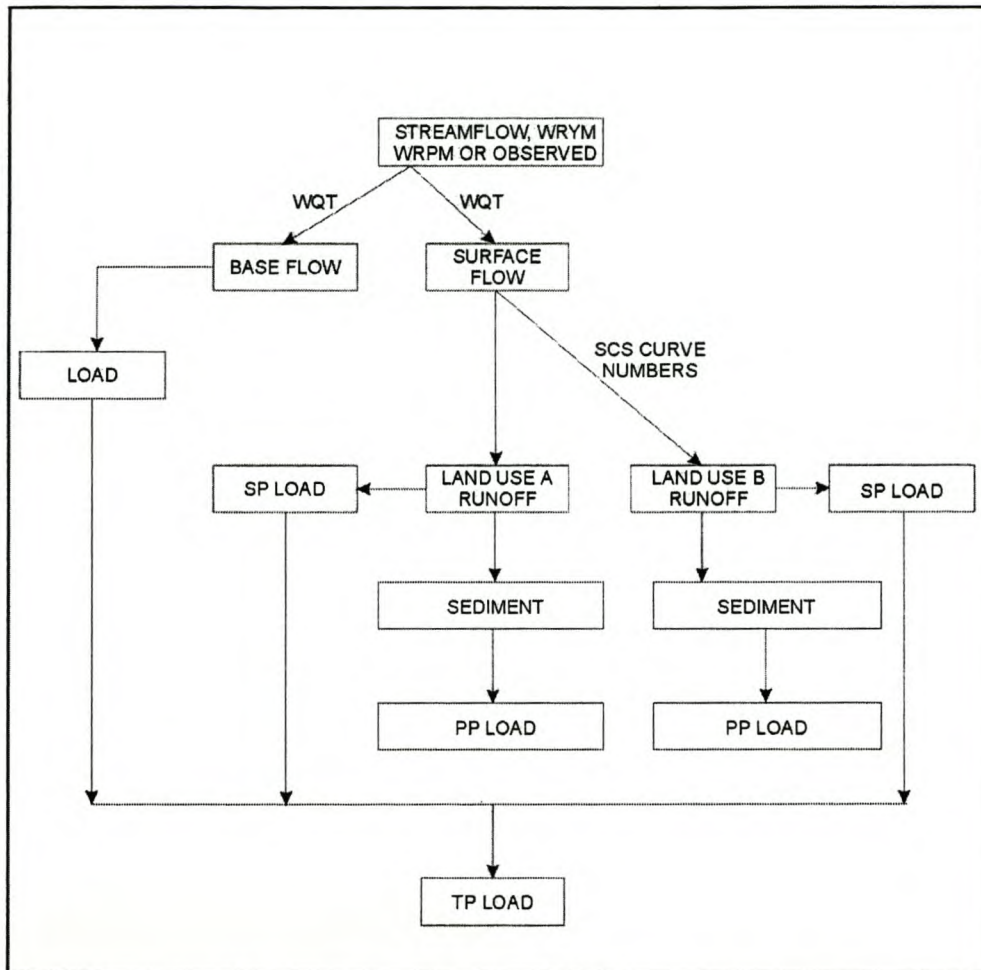 STREAMFLOW, WRYM
WRPM OR OBSERVED
WQT
WQT
BASE FLOW
SURFACE
FLOW
SCS CURVE
NUMBERS
LOAD
SP LOAD
LAND USE A
RUNOFF
LAND USE B
RUNOFF
SP LOAD
SEDIMENT
SEDIMENT
PP LOAD
PP LOAD
TP LOAD